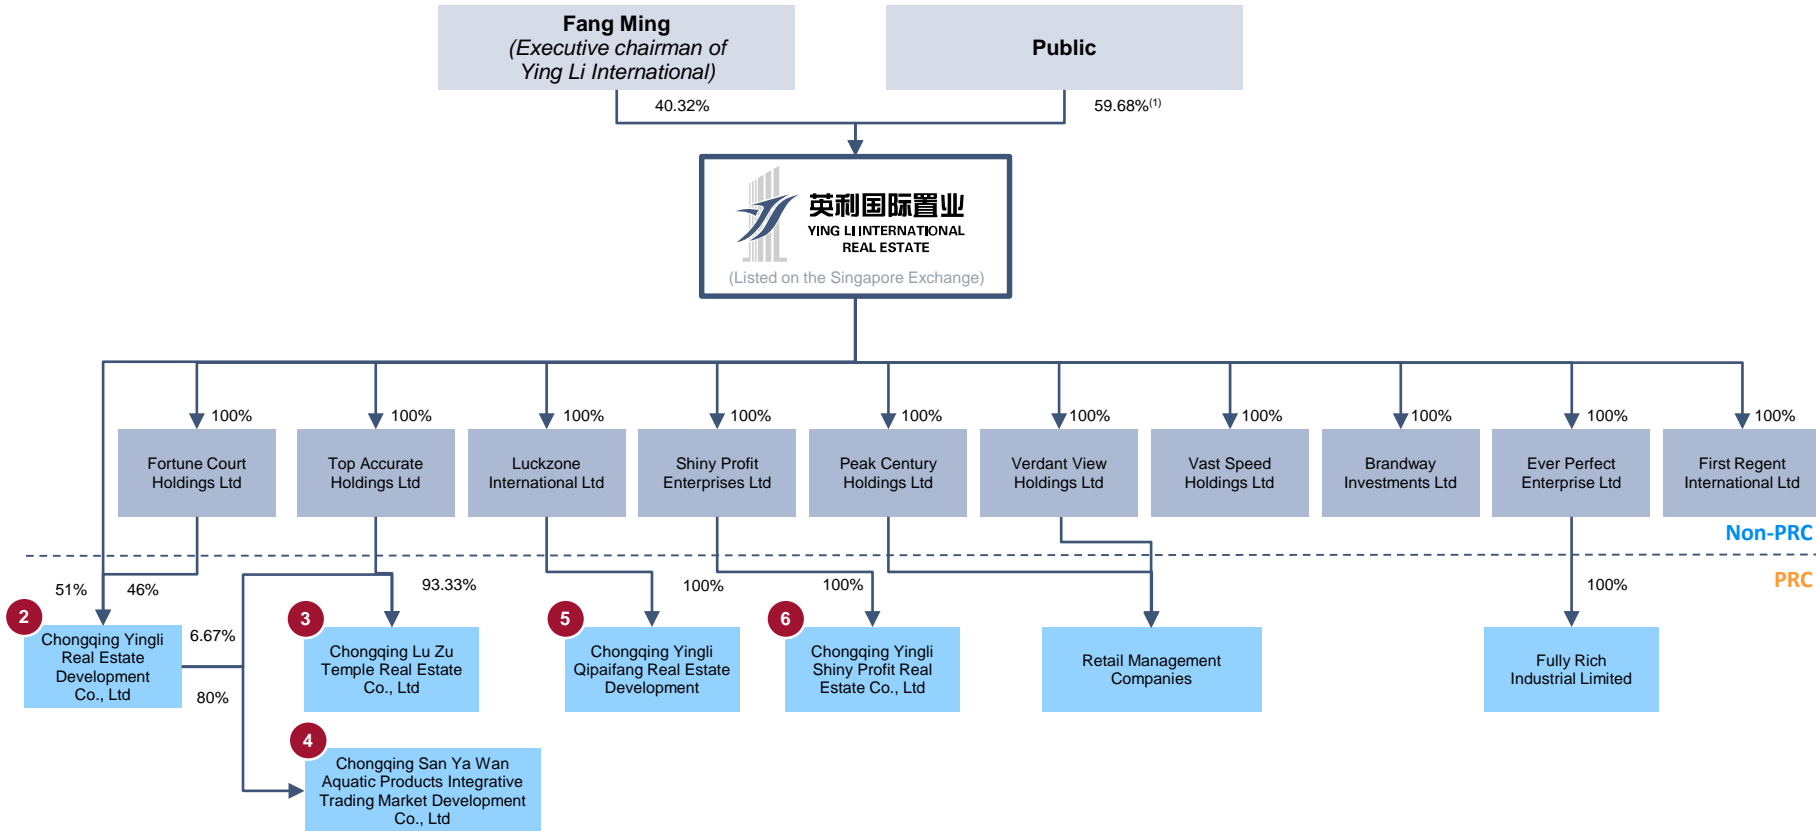 Fang Ming
(Executive chairman of
Ying Li International)
Public
40.32%
59.68%(1)
英利国际置业
YING LI INTERNATIONAL
REAL ESTATE
(Listed on the Singapore Exchange)
100%
100%
100%
100%
100%
100%
100%
100%
100%
100%
Fortune Court
Holdings Ltd
Top Accurate
Holdings Ltd
Luckzone
International Ltd
Shiny Profit
Enterprises Ltd
Peak Century
Holdings Ltd
Verdant View
Holdings Ltd
Vast Speed
Holdings Ltd
Brandway
Investments Ltd
Ever Perfect
Enterprise Ltd
First Regent
International Ltd
Non-PRC
PRC
51%
46%
93.33%
100%
100%
100%
2
Chongqing Yingli
Real Estate
Development
Co., Ltd
6.67%
80%
3
Chongqing Lu Zu
Temple Real Estate
Co., Ltd
5
Chongqing Yingli
Qipaifang Real Estate
Development
6
Chongqing Yingli
Shiny Profit Real
Estate Co., Ltd
Retail Management
Companies
Fully Rich
Industrial Limited
4
Chongqing San Ya Wan
Aquatic Products Integrative
Trading Market Development
Co., Ltd